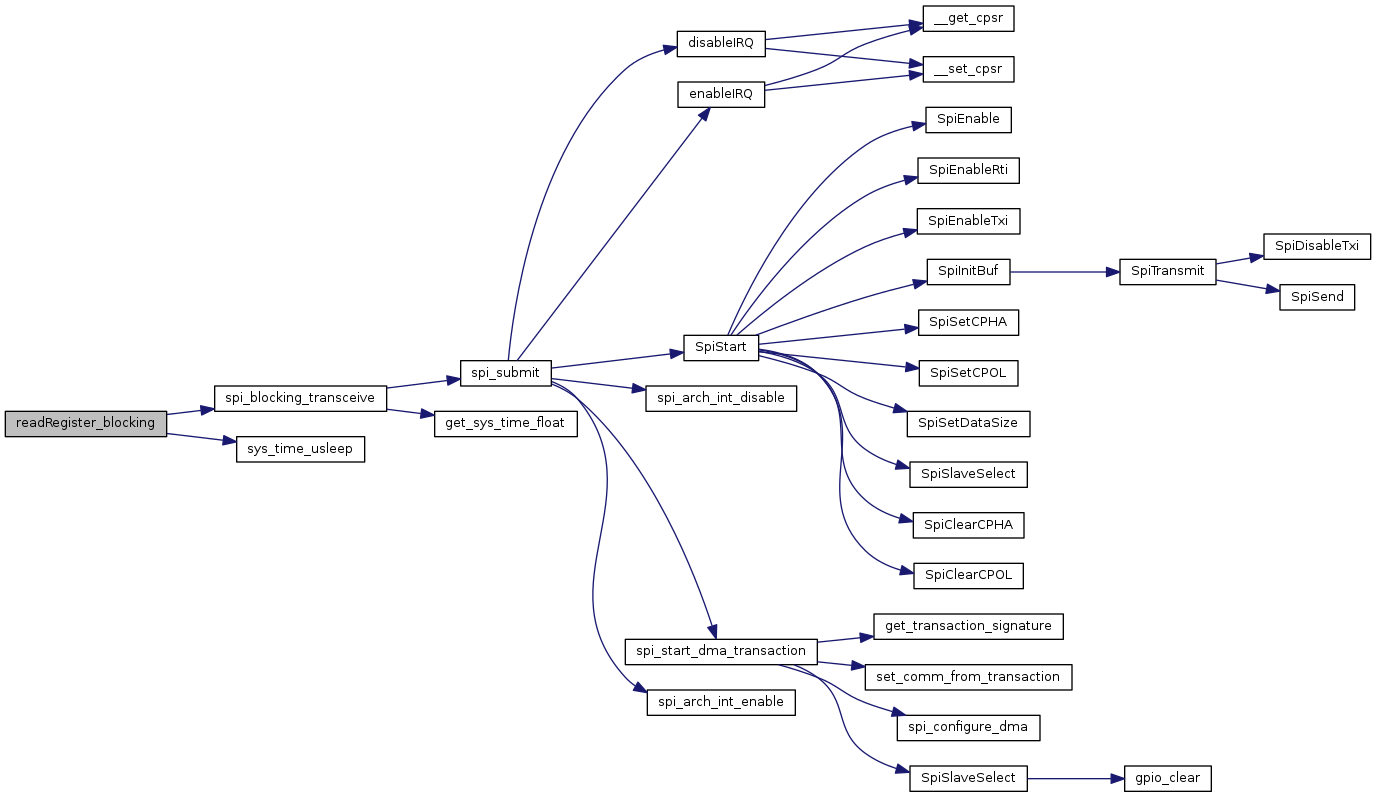 __get_cpsr
disableIRQ
__set_cpsr
enableIRQ
SpiEnable
SpiEnableRti
SpiEnableTxi
SpiDisableTxi
SpiInitBuf
SpiTransmit
SpiSend
SpiSetCPHA
SpiStart
SpiSetCPOL
spi_submit
spi_blocking_transceive
spi_arch_int_disable
readRegister_blocking
get_sys_time_float
SpiSetDataSize
sys_time_usleep
SpiSlaveSelect
SpiClearCPHA
SpiClearCPOL
get_transaction_signature
spi_start_dma_transaction
set_comm_from_transaction
spi_arch_int_enable
spi_configure_dma
SpiSlaveSelect
gpio_clear